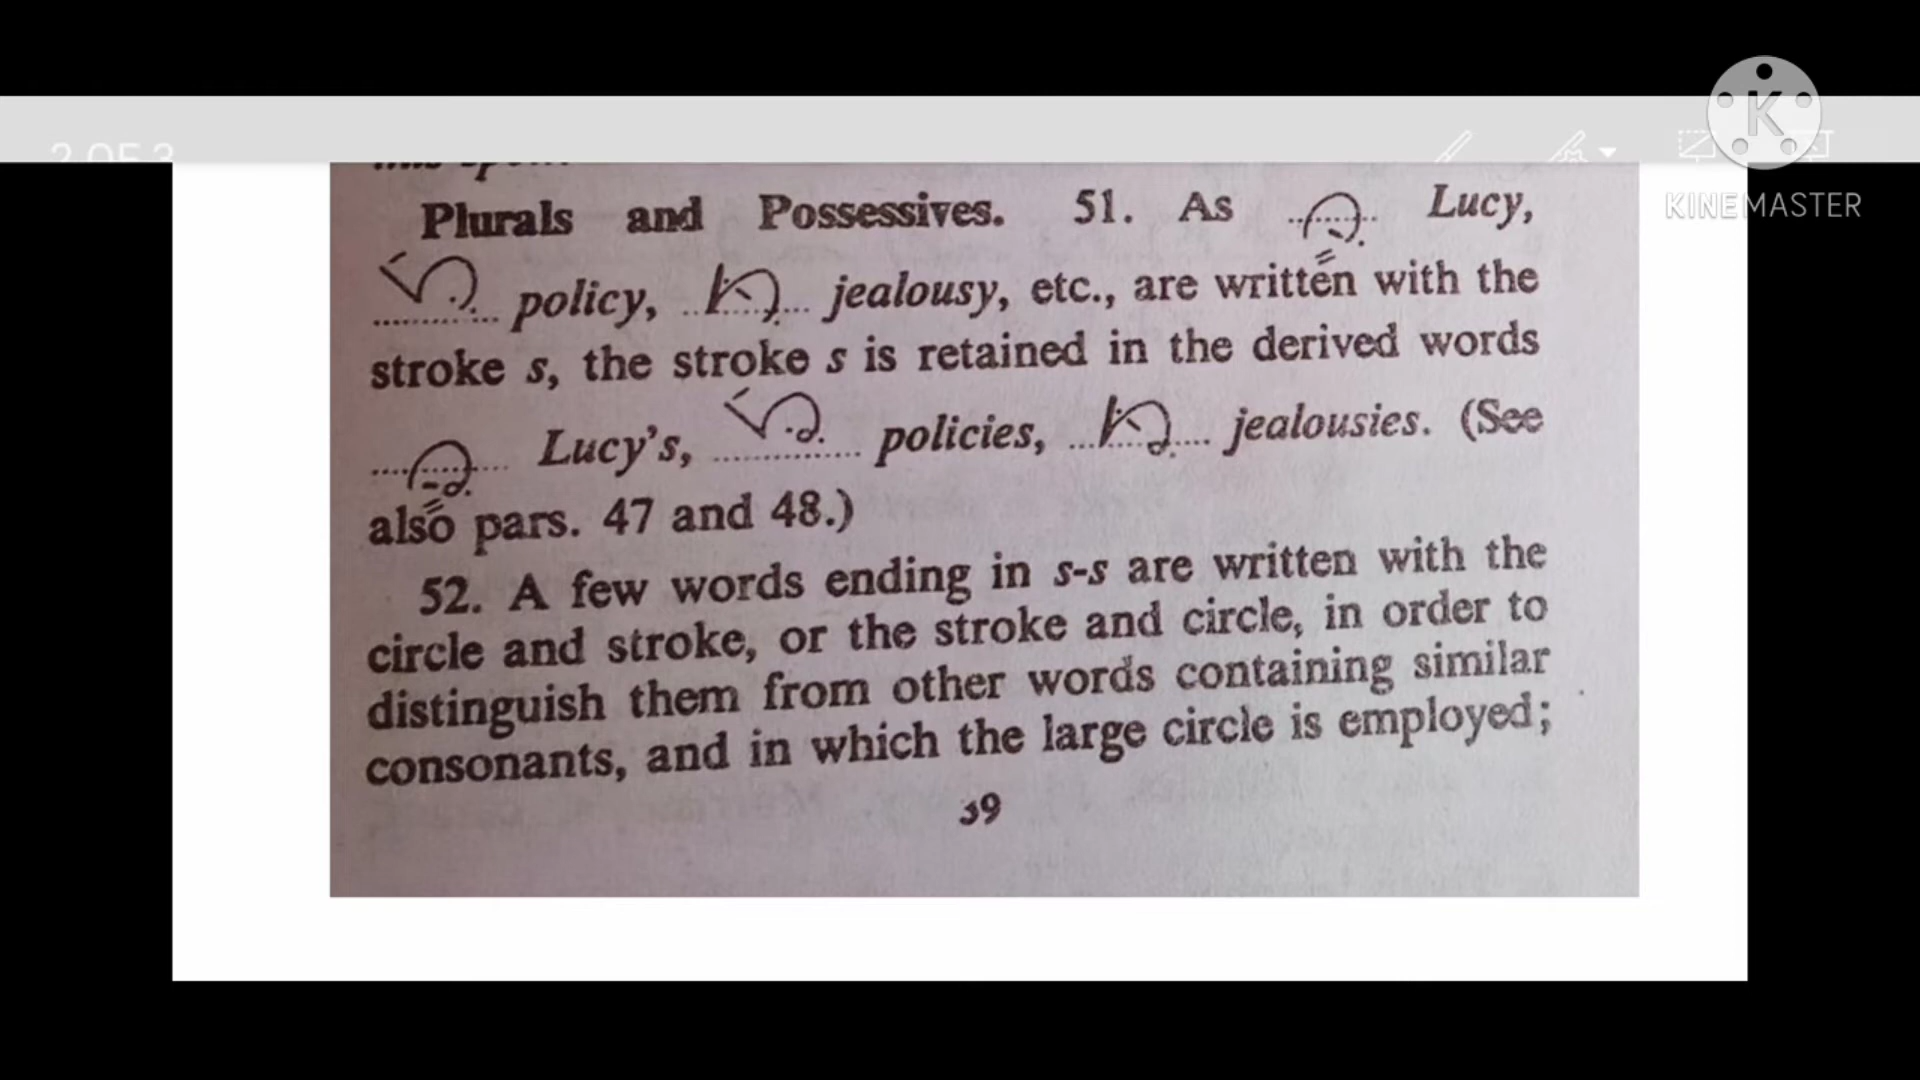 K
KINEMASTER
Plurals and Possessives. 51. As Lucy,
policy, jealousy, etc., are written with the
stroke s, the stroke s is retained in the derived words
Lucy's, policies, jealousies. (See
also pars. 47 and 48.)
52. A few words ending in s-s are written with the
circle and stroke, or the stroke and circle, in order to
distinguish them from other words containing similar
consonants, and in which the large circle is employed;
39